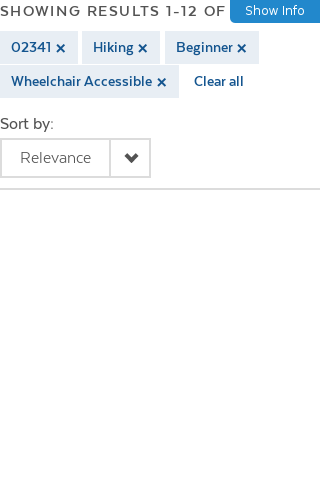 SHOWING RESULTS 1-12 OF
Show Info
02341 × Hiking × Beginner ×
Wheelchair Accessible × Clear all
Sort by:
Relevance